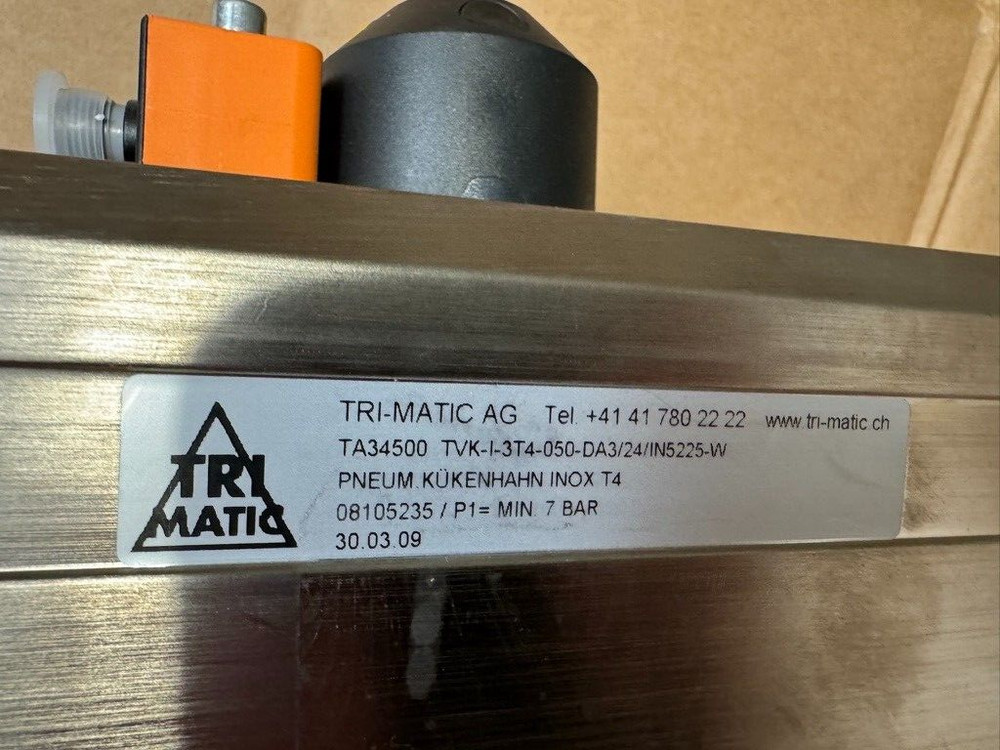 TRI
MATIC
TRI-MATIC AG Tel. +41 41 780 22 22 www.tri-matic.ch
TA34500 TVK-I-3T4-050-DA3/24/IN5225-W
PNEUM.KÜKENHAHN INOX T4
08105235 / P1= MIN. 7 BAR
30.03.09